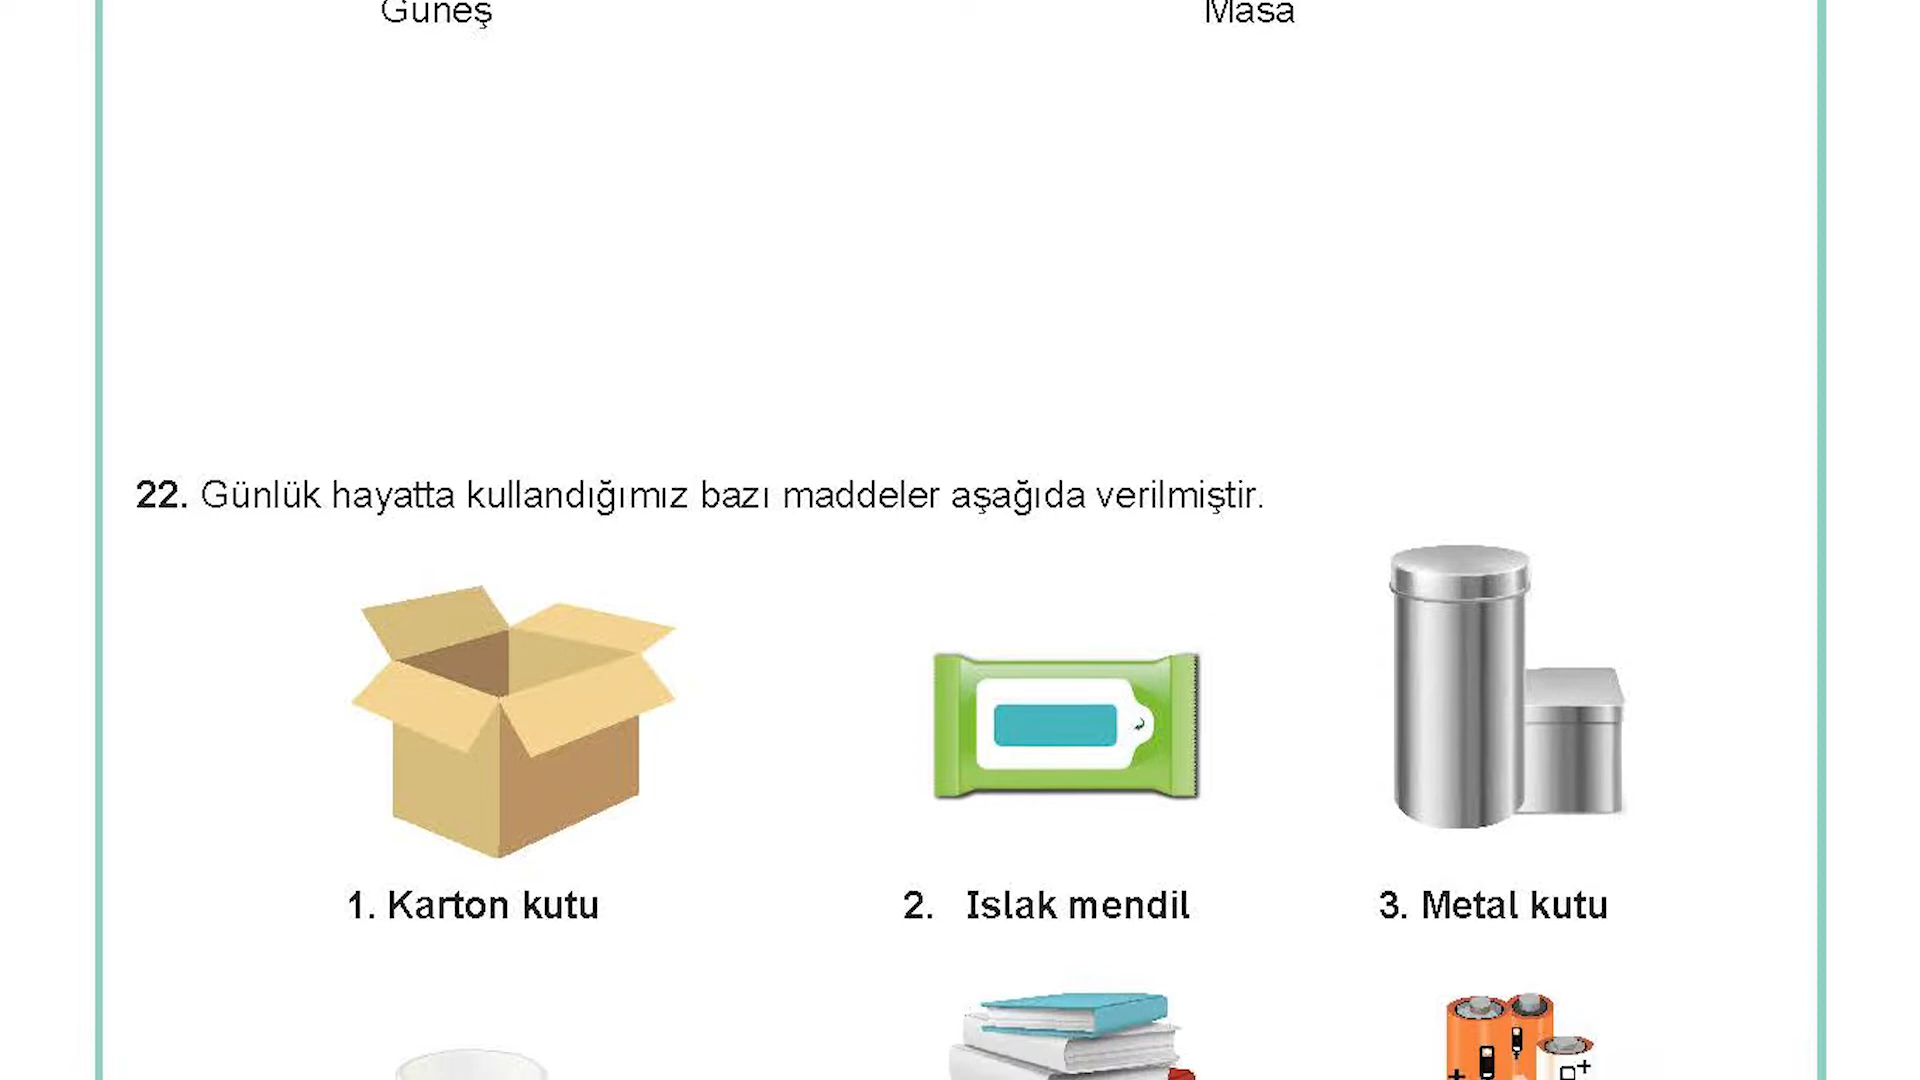 Güneş Masa
22. Günlük hayatta kullandığımız bazı maddeler aşağıda verilmiştir.
1. Karton kutu 2. Islak mendil 3. Metal kutu